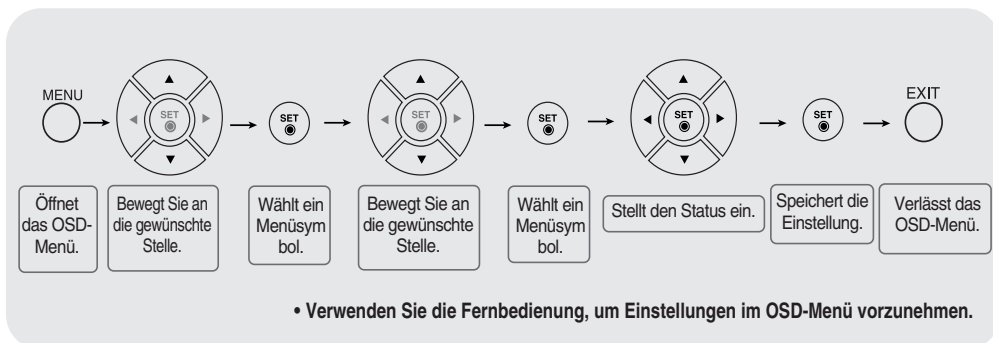 MENU
SET
SET
SET
SET
SET
SET
EXIT
Öffnet
das OSD-
Menü.
Bewegt Sie an
die gewünschte
Stelle.
Wählt ein
Menüsym
bol.
Bewegt Sie an
die gewünschte
Stelle.
Wählt ein
Menüsym
bol.
Stellt den Status ein.
Speichert die
Einstellung.
Verlässt das
OSD-Menü.
• Verwenden Sie die Fernbedienung, um Einstellungen im OSD-Menü vorzunehmen.